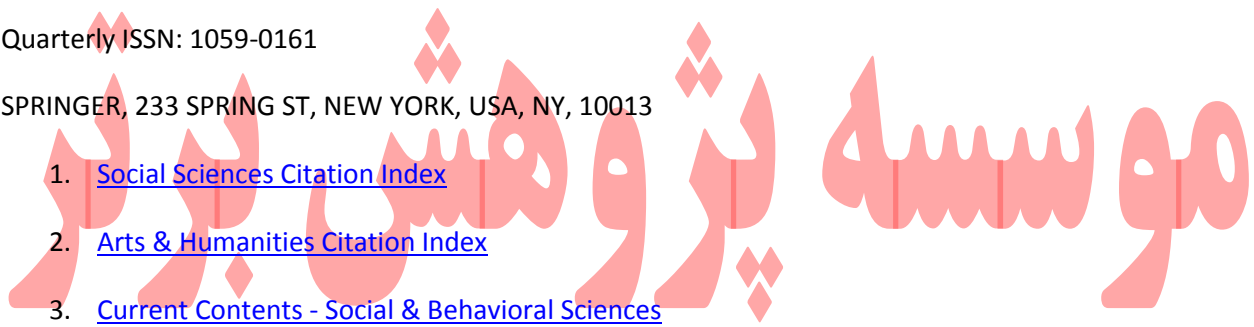 Quarterly ISSN: 1059-0161
SPRINGER, 233 SPRING ST, NEW YORK, USA, NY, 10013
1. Social Sciences Citation Index
2. Arts & Humanities Citation Index
3. Current Contents - Social & Behavioral Sciences
موسسه پژوهش برتر